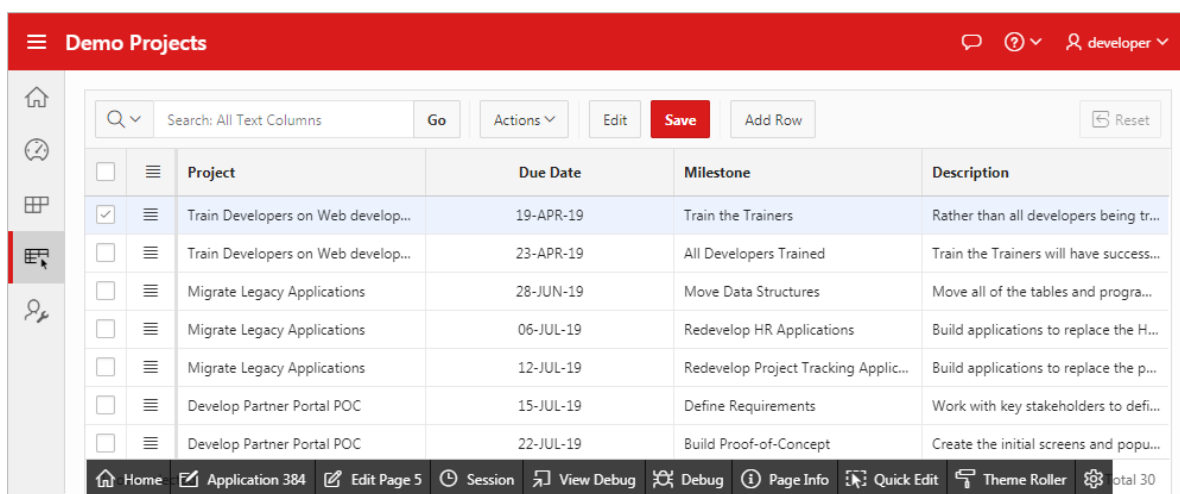 Demo Projects developer
Search: All Text Columns Go Actions Edit Save Add Row Reset
Project Due Date Milestone Description
Train Developers on Web develop... 19-APR-19 Train the Trainers Rather than all developers being tr...
Train Developers on Web develop... 23-APR-19 All Developers Trained Train the Trainers will have success...
Migrate Legacy Applications 28-JUN-19 Move Data Structures Move all of the tables and progra...
Migrate Legacy Applications 06-JUL-19 Redevelop HR Applications Build applications to replace the H...
Migrate Legacy Applications 12-JUL-19 Redevelop Project Tracking Applic... Build applications to replace the p...
Develop Partner Portal POC 15-JUL-19 Define Requirements Work with key stakeholders to defi...
Develop Partner Portal POC 22-JUL-19 Build Proof-of-Concept Create the initial screens and popu...
Home Application 384 Edit Page 5 Session View Debug Debug Page Info Quick Edit Theme Roller otal 30